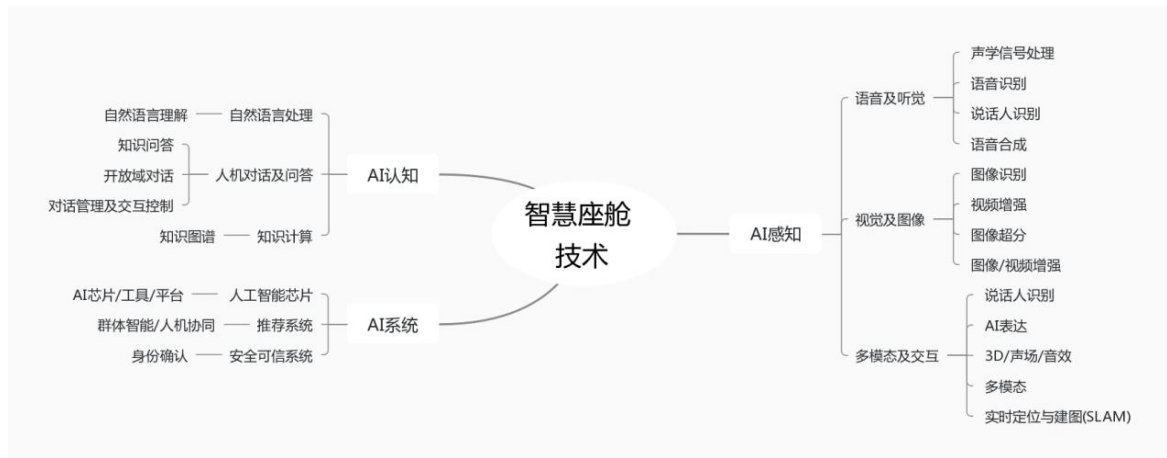 智慧座舱
技术
AI认知
自然语言处理
自然语言理解
人机对话及问答
知识问答
开放域对话
对话管理及交互控制
知识计算
知识图谱
AI系统
人工智能芯片
AI芯片/工具/平台
推荐系统
群体智能/人机协同
安全可信系统
身份确认
AI感知
语音及听觉
声学信号处理
语音识别
说话人识别
语音合成
视觉及图像
图像识别
视频增强
图像超分
图像/视频增强
多模态及交互
说话人识别
AI表达
3D/声场/音效
多模态
实时定位与建图(SLAM)